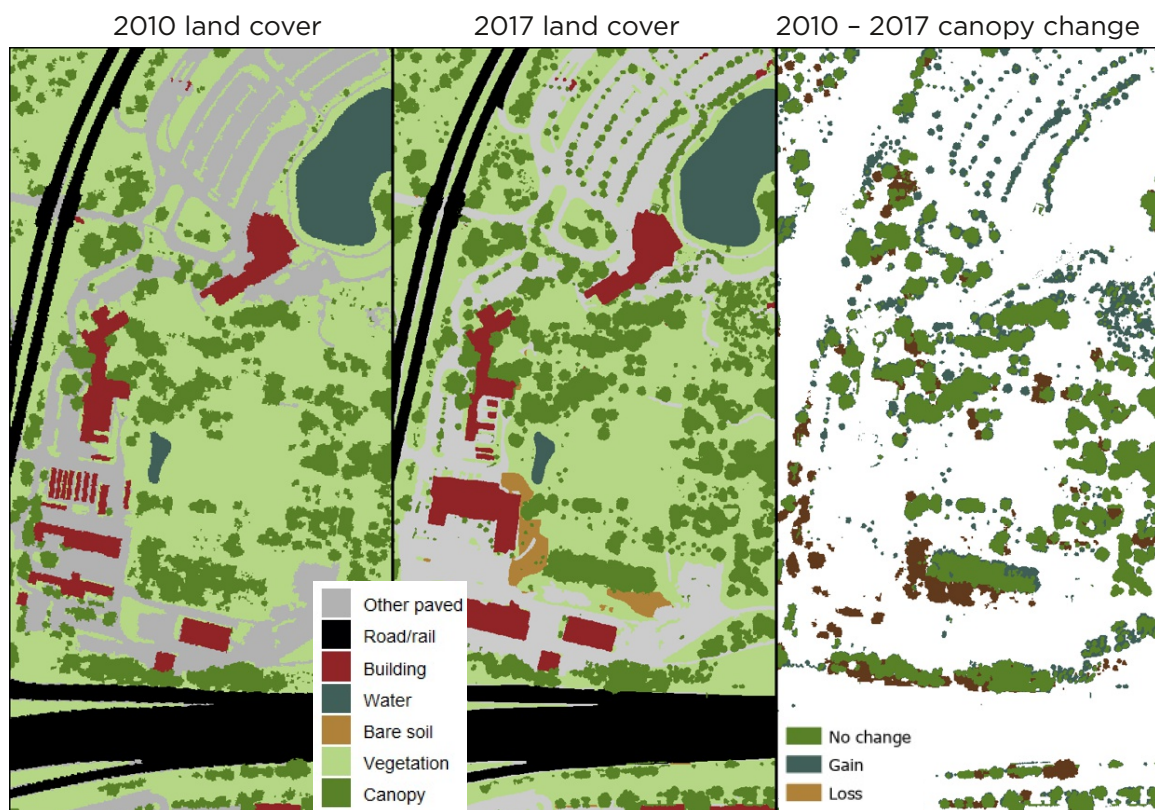 2010 land cover
2017 land cover
2010 – 2017 canopy change
Other paved
Road/rail
Building
Water
Bare soil
Vegetation
Canopy
No change
Gain
Loss